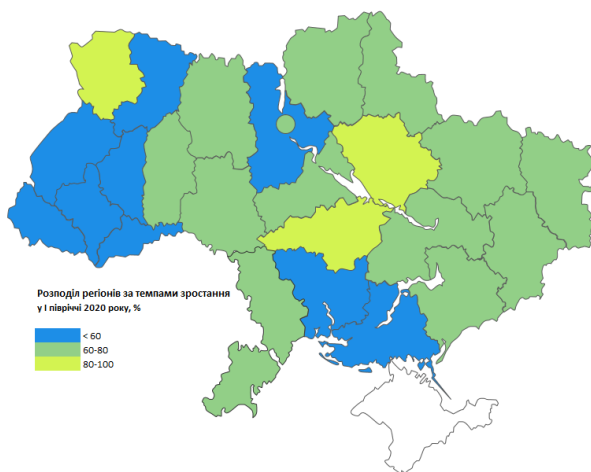 Розподіл регіонів за темпами зростання
у І півріччі 2020 року, %
< 60
60-80
80-100